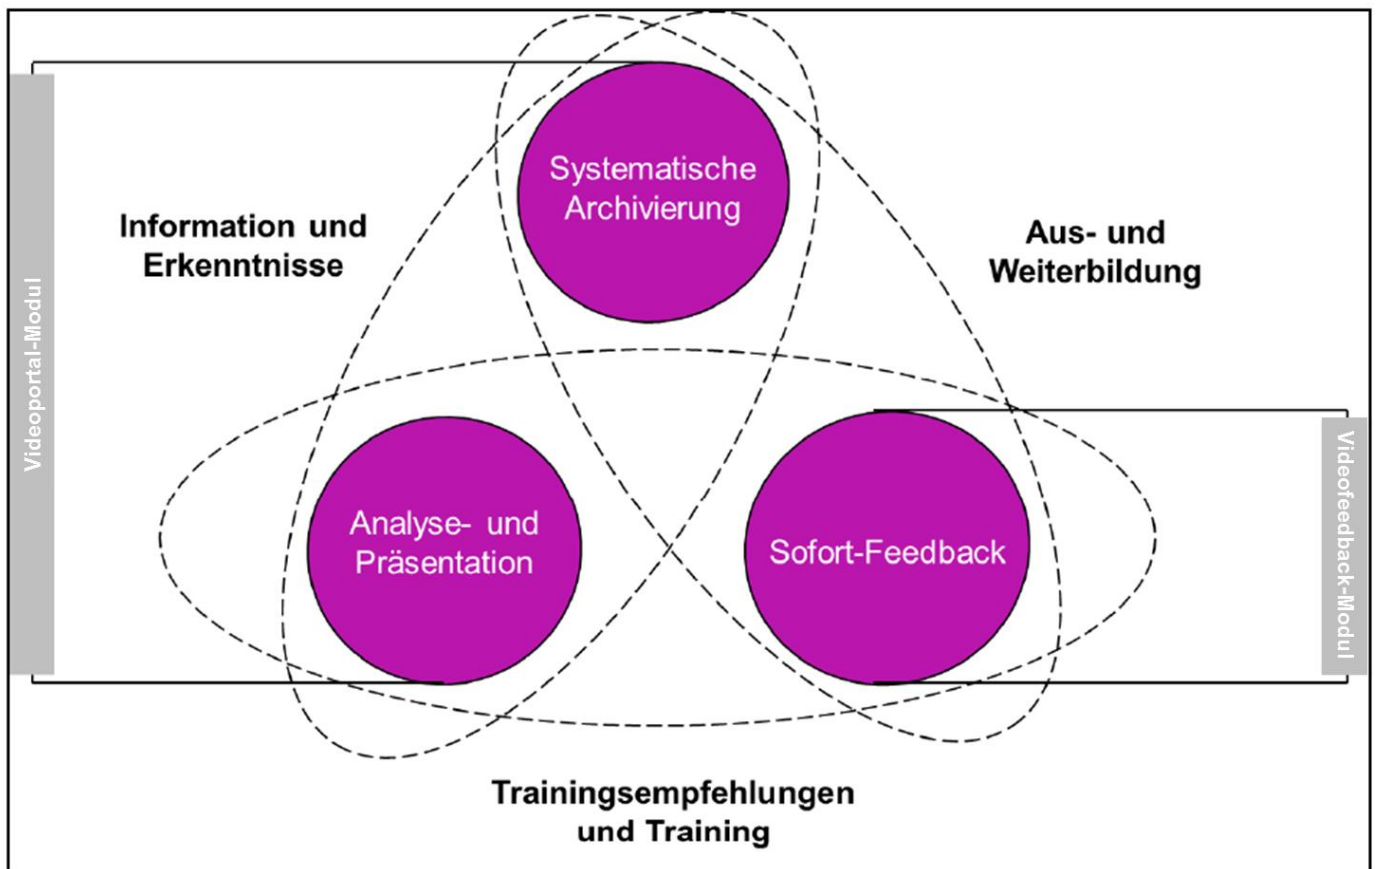 Systematische
Archivierung
Information und
Erkenntnisse
Aus- und
Weiterbildung
Videoportal-Modul
Analyse- und
Präsentation
Sofort-Feedback
Videofeedback-Modul
Trainingsempfehlungen
und Training